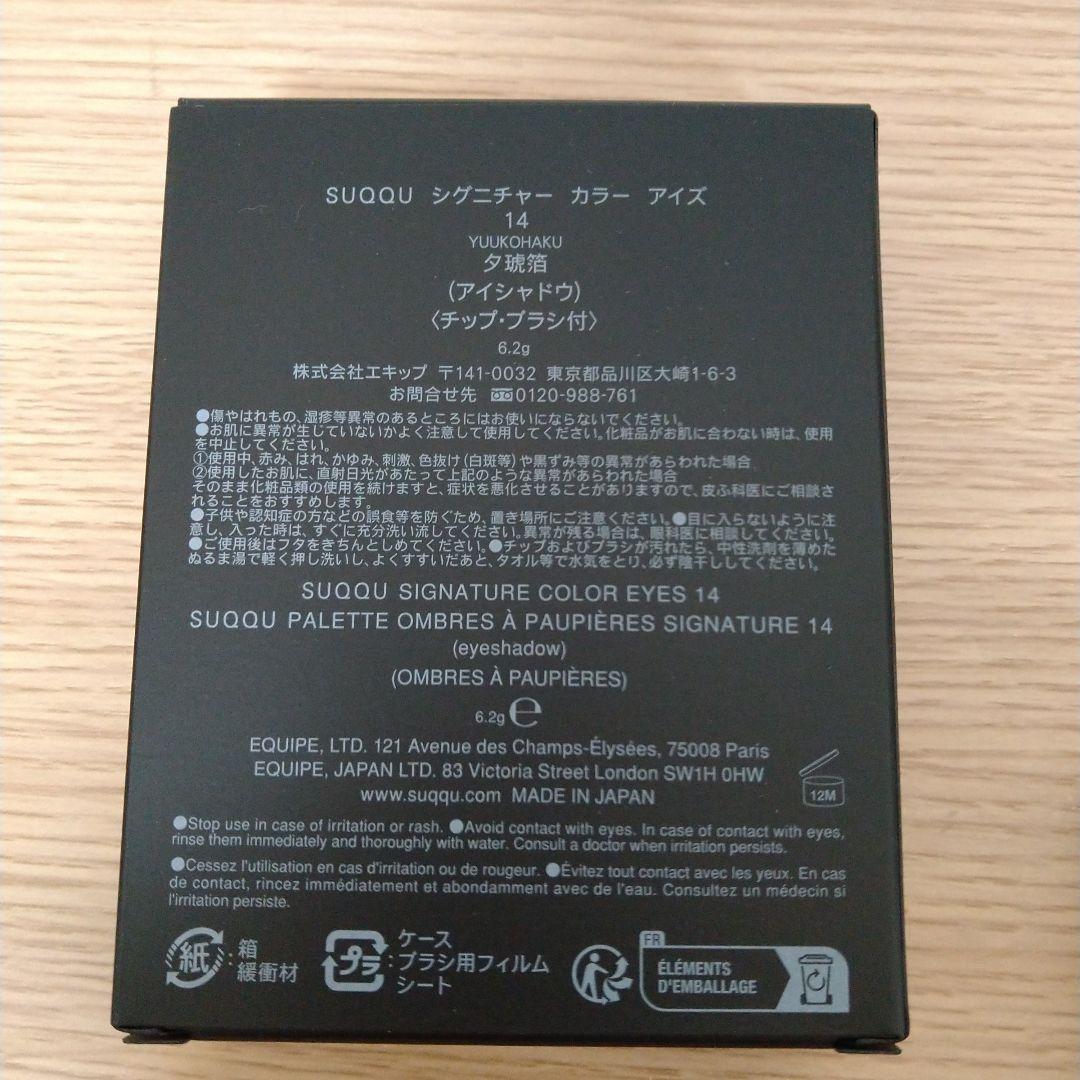 SUQQU シグニチャー カラー アイズ
14
YUUKOHAKU
夕琥箔
(アイシャドウ)
〈チップ・ブラシ付〉
6.2g
株式会社エキップ 〒141-0032 東京都品川区大崎1-6-3
お問合せ先 0120-988-761
●傷やはれもの、湿疹等異常のあるところにはお使いにならないでください。
●お肌に異常が生じていないかよく注意して使用してください。化粧品がお肌に合わない時は、使用
を中止してください。
①使用中、赤み、はれ、かゆみ、刺激、色抜け(白斑等)や黒ずみ等の異常があらわれた場合
②使用したお肌に、直射日光があたって上記のような異常があらわれた場合
そのまま化粧品類の使用を続けますと、症状を悪化させることがありますので、皮ふ科医にご相談さ
れることをおすすめします。
●子供や認知症の方などの誤食等を防ぐため、置き場所にご注意ください。●目に入らないように注
意し、入った時は、すぐに充分洗い流してください。異常が残る場合は、眼科医に相談してください。
●ご使用後はフタをきちんとしめてください。●チップおよびブラシが汚れたら、中性洗剤を薄めた
ぬるま湯で軽く押し洗いし、よくすすいだあと、タオル等で水気をとり、必ず陰干ししてください。
SUQQU SIGNATURE COLOR EYES 14
SUQQU PALETTE OMBRES À PAUPIÈRES SIGNATURE 14
(eyeshadow)
(OMBRES À PAUPIÈRES)
6.2g ℮
EQUIPE, LTD. 121 Avenue des Champs-Élysées, 75008 Paris
EQUIPE, JAPAN LTD. 83 Victoria Street London SW1H 0HW
www.suqqu.com MADE IN JAPAN
12M
●Stop use in case of irritation or rash. ●Avoid contact with eyes. In case of contact with eyes,
rinse them immediately and thoroughly with water. Consult a doctor when irritation persists.
●Cessez l'utilisation en cas d'irritation ou de rougeur. ●Évitez tout contact avec les yeux. En cas
de contact, rincez immédiatement et abondamment avec de l'eau. Consultez un médecin si
l'irritation persiste.
紙:箱
緩衝材
プラ:ケース
ブラシ用フィルム
シート
FR
ÉLÉMENTS
D'EMBALLAGE